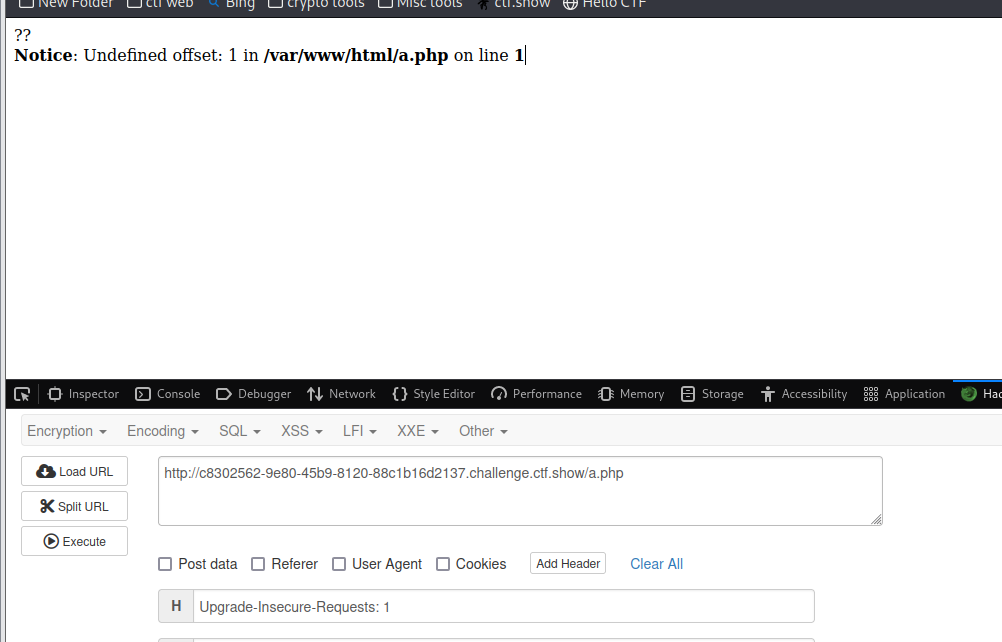 New Folder ctf web Bing crypto tools Misc tools ctf.show Hello CTF
??
Notice: Undefined offset: 1 in /var/www/html/a.php on line 1
Inspector Console Debugger Network Style Editor Performance Memory Storage Accessibility Application
Encryption Encoding SQL XSS LFI XXE Other
Load URL
http://c8302562-9e80-45b9-8120-88c1b16d2137.challenge.ctf.show/a.php
Split URL
Execute
Post data Referer User Agent Cookies Add Header Clear All
H Upgrade-Insecure-Requests: 1